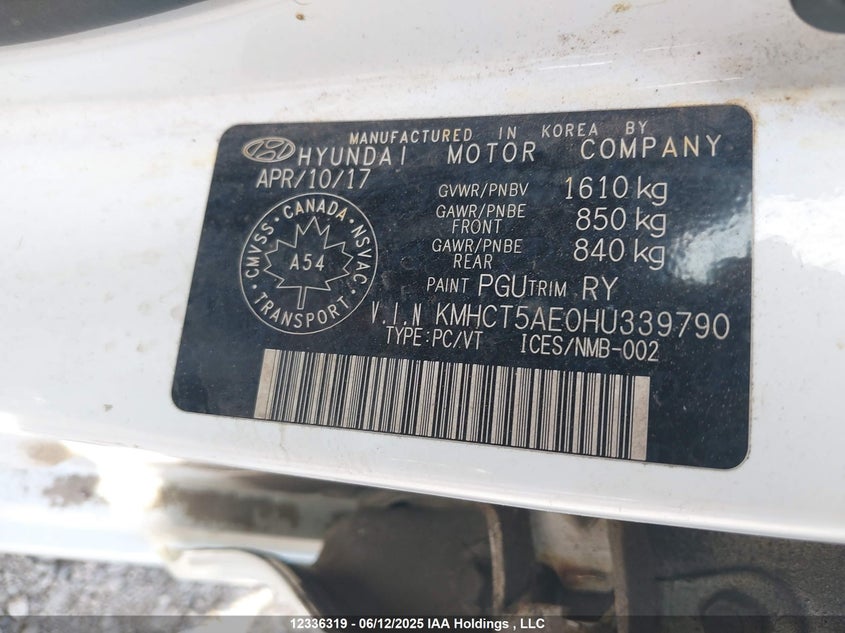 MANUFACTURED IN KOREA BY
HYUNDAI MOTOR COMPANY
APR/10/17
GVWR/PNBV 1610 kg
GAWR/PNBE FRONT 850 kg
GAWR/PNBE REAR 840 kg
CMVSS • CANADA • NSVAC • TRANSPORT •
A54
PAINT PGU TRIM RY
V.I.N KMHCT5AE0HU339790
TYPE:PC/VT ICES/NMB-002
12336319 - 06/12/2025 IAA Holdings , LLC